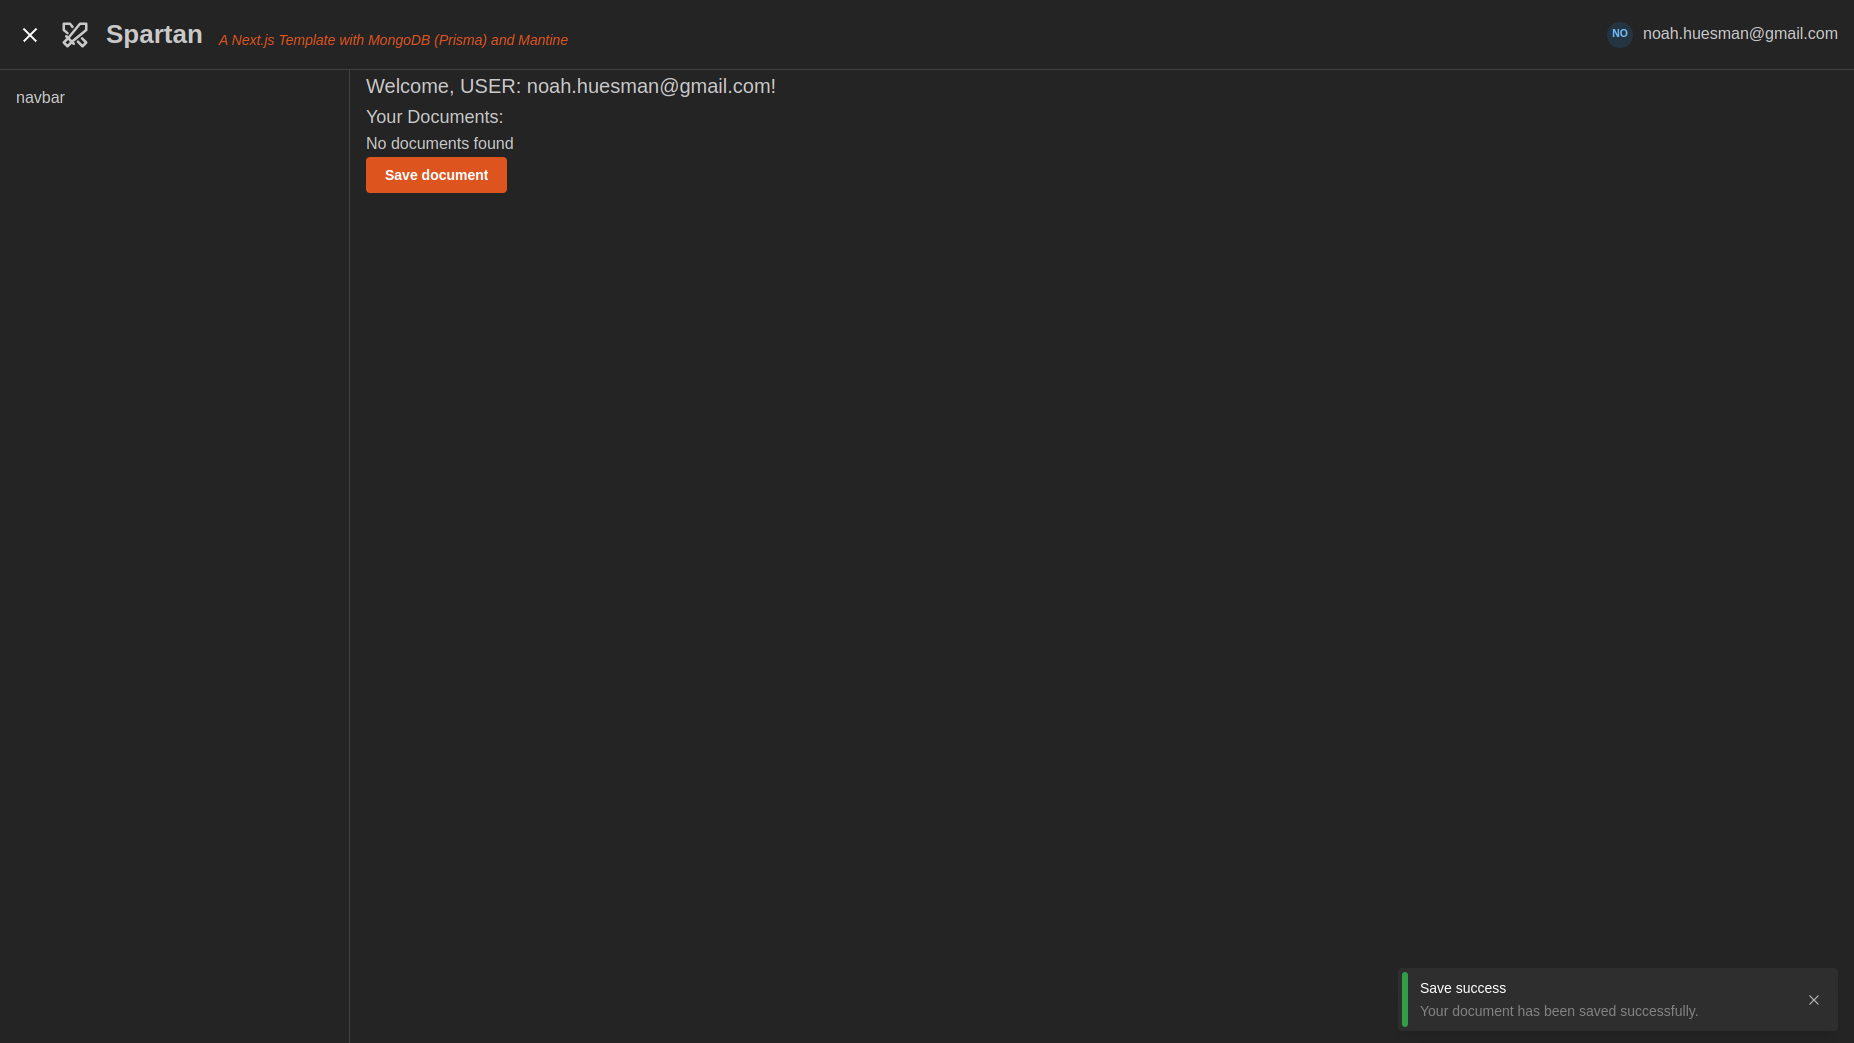 Spartan
A Next.js Template with MongoDB (Prisma) and Mantine
NO
noah.huesman@gmail.com
navbar
Welcome, USER: noah.huesman@gmail.com!
Your Documents:
No documents found
Save document
Save success
Your document has been saved successfully.